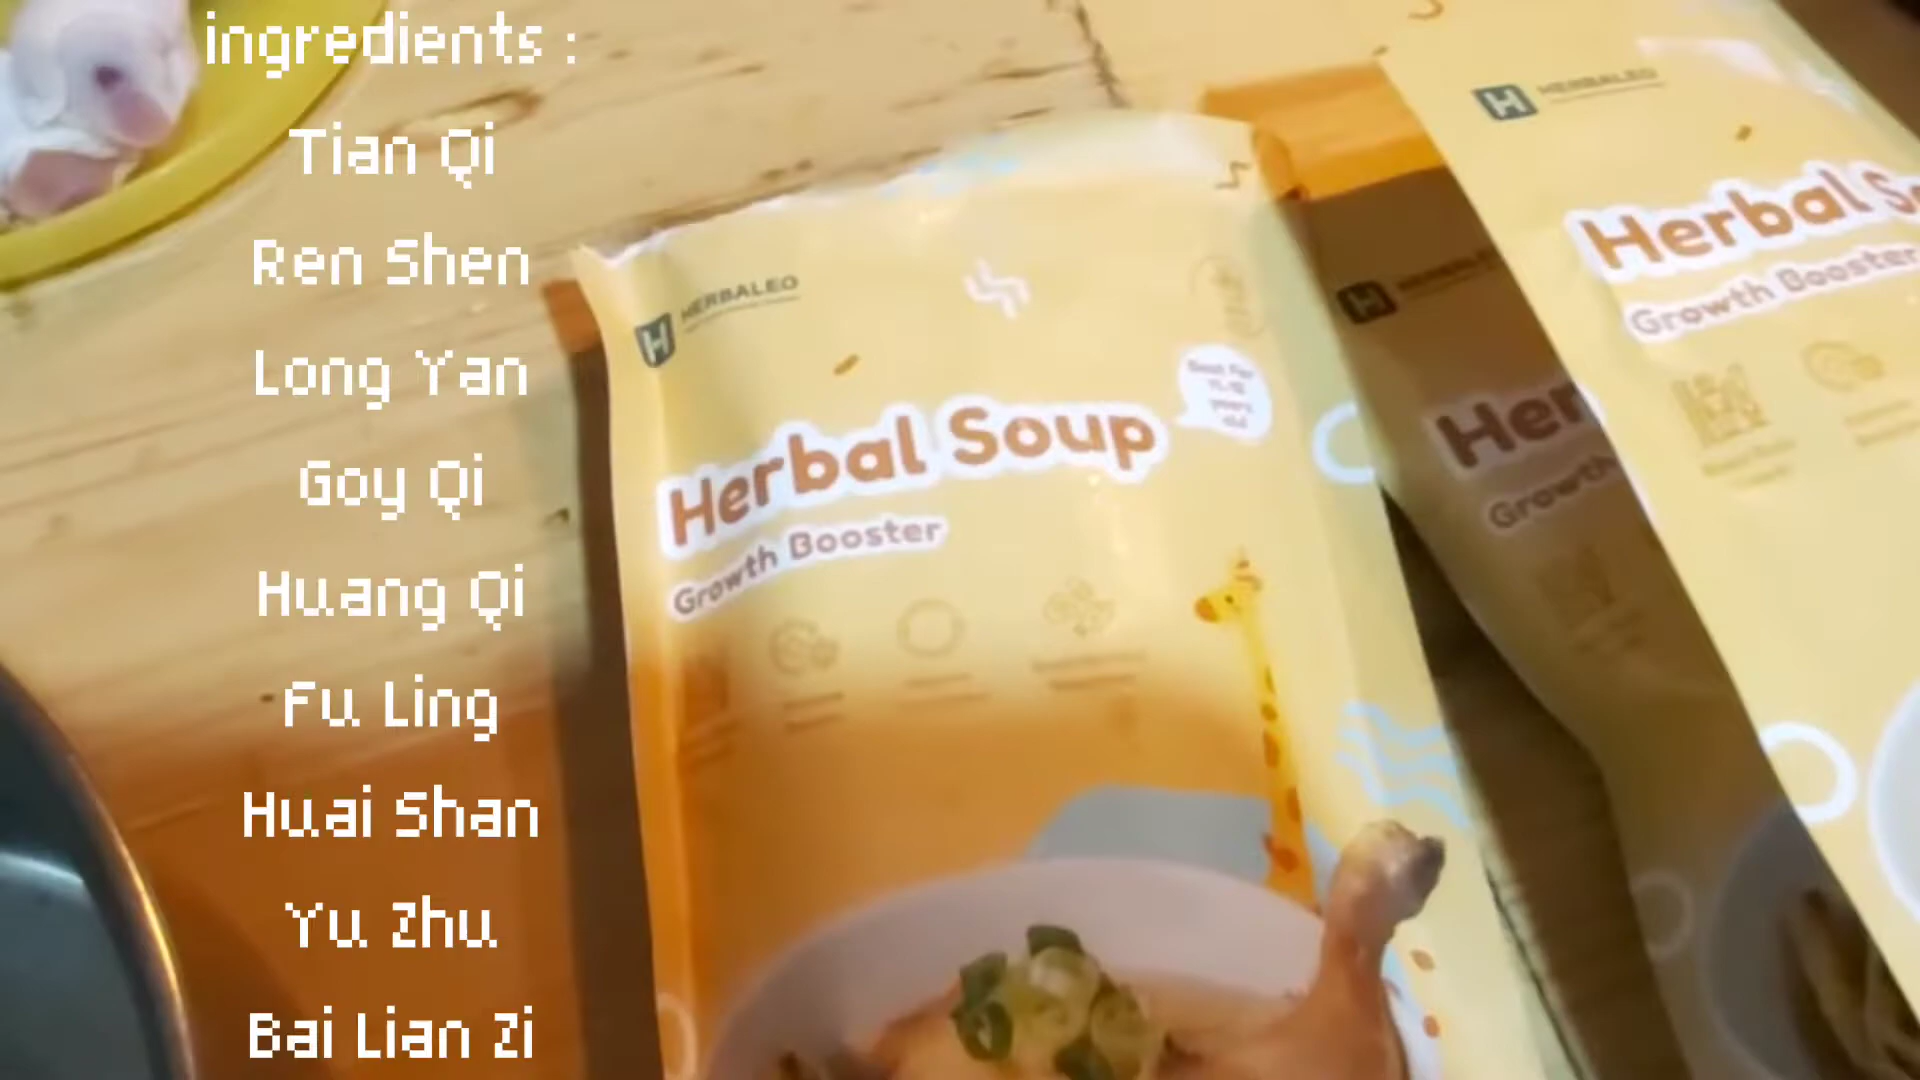 ingredients :
Tian Qi
Ren Shen
Long Yan
Goy Qi
Huang Qi
Fu Ling
Huai Shan
Yu Zhu
Bai Lian Zi
HERBALEO
Herbal Soup
Growth Booster
HERBALEO
Herbal
Growth Booster
Her
Growth